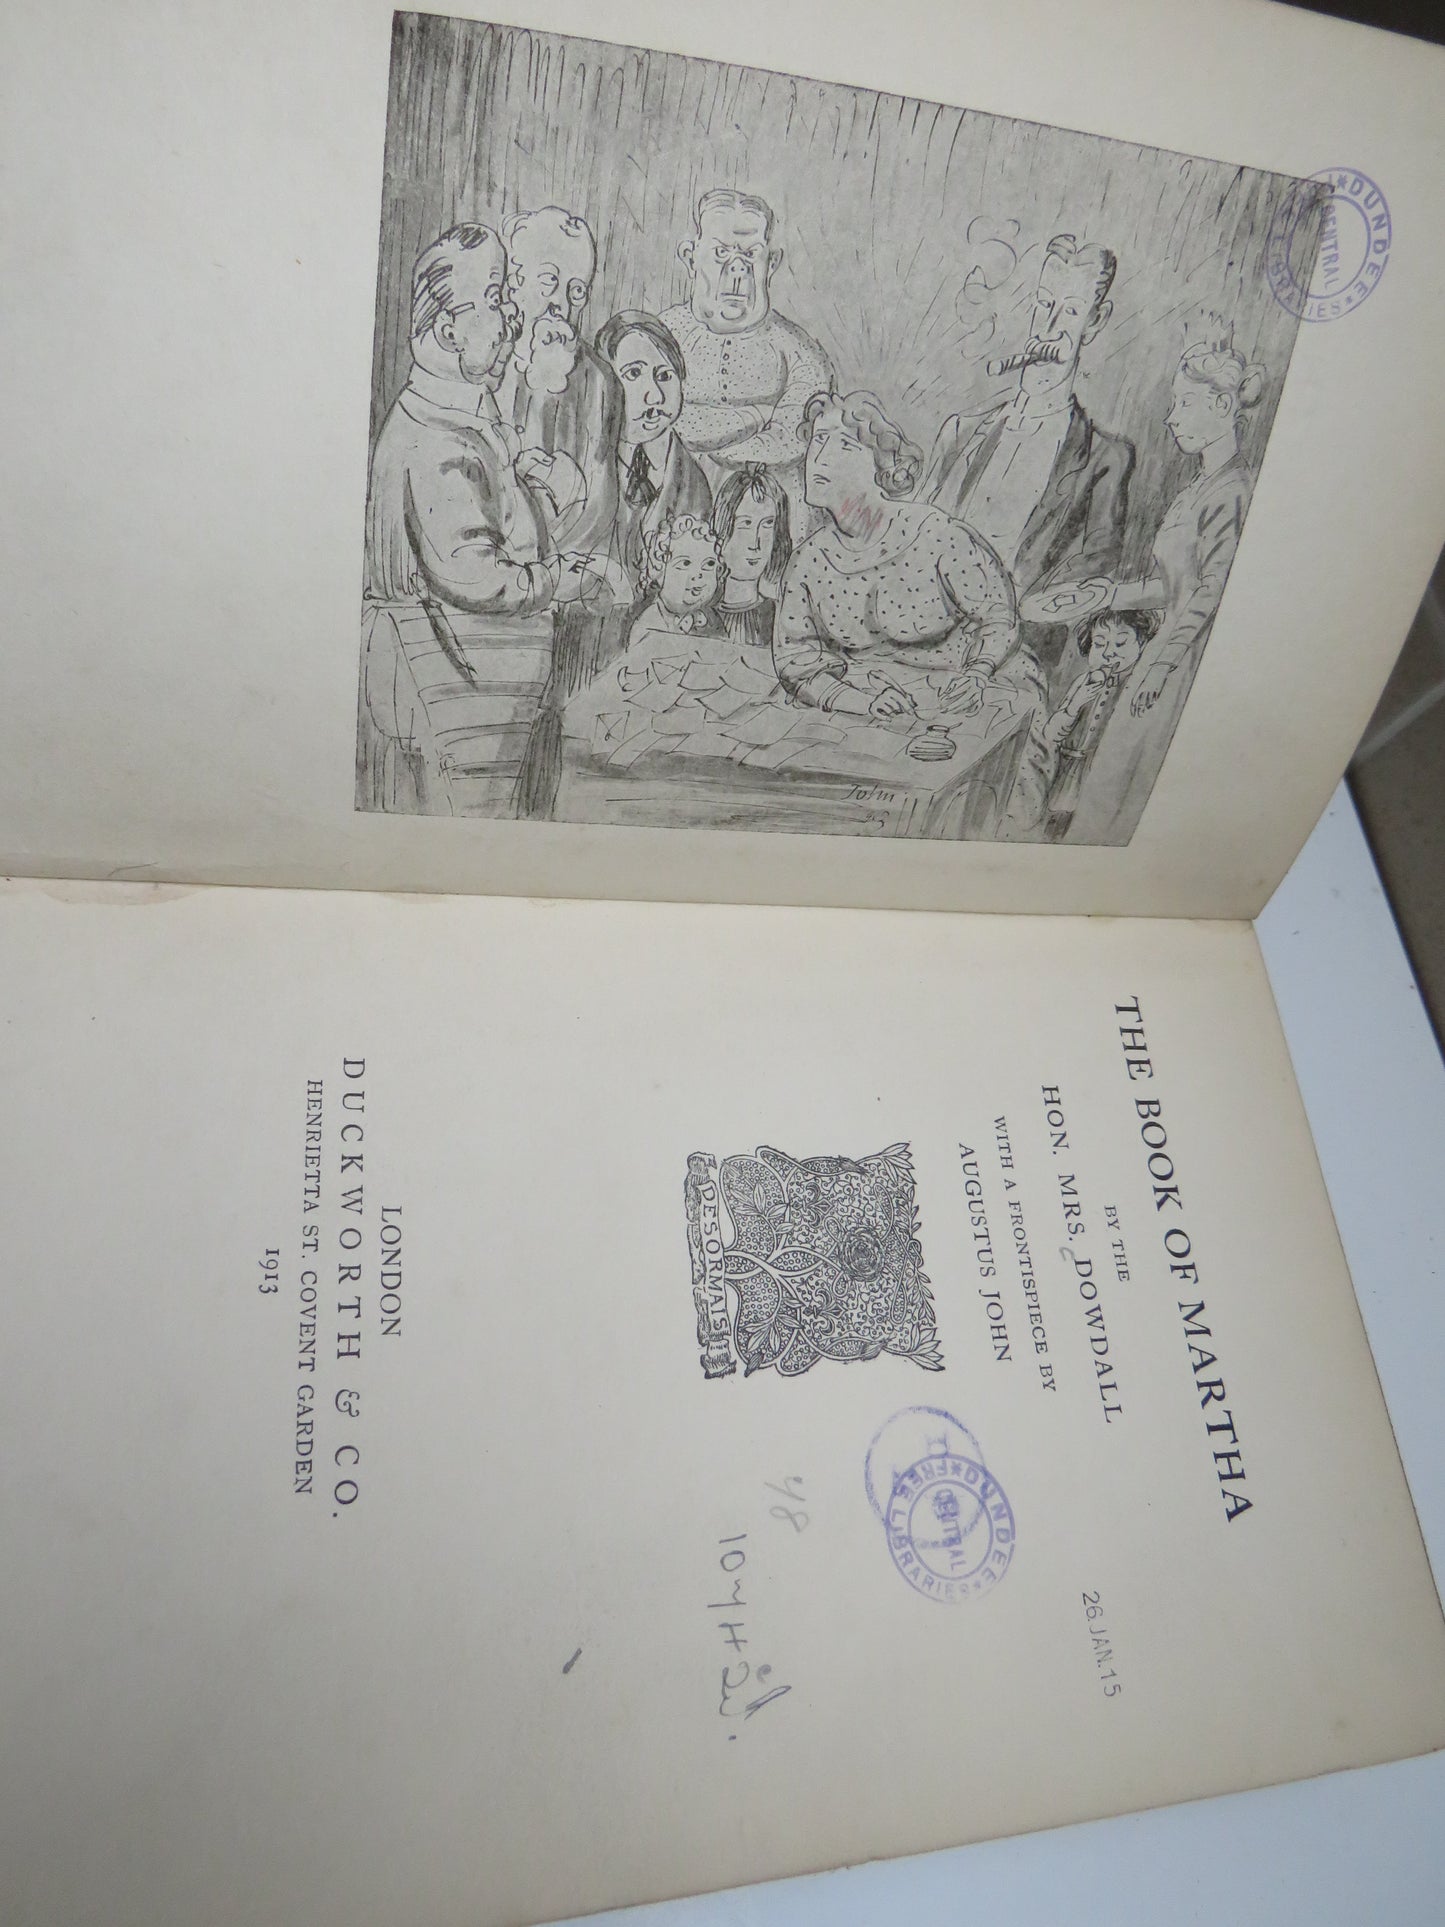 DUNDEE
CENTRAL
LIBRARIES
John
THE BOOK OF MARTHA
BY THE
HON. MRS. DOWDALL
WITH A FRONTISPIECE BY
AUGUSTUS JOHN
DESORMAIS
LONDON
DUCKWORTH & CO.
HENRIETTA ST. COVENT GARDEN
1913
26. JAN. 15
DUNDEE
FREE LIBRARIES
CENTRAL
48